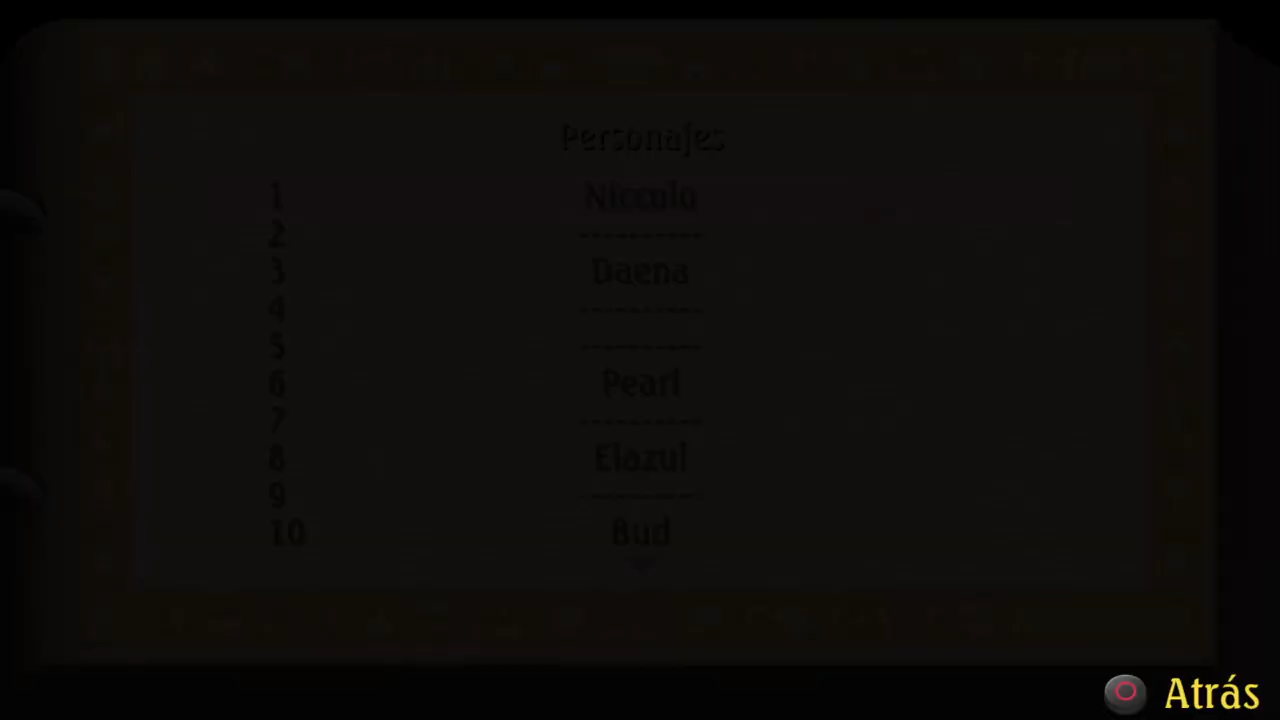 Personajes
1 Niccolo
2 ----------
3 Daena
4 ----------
5 ----------
6 Pearl
7 ----------
8 Elazul
9 ----------
10 Bud
Atrás